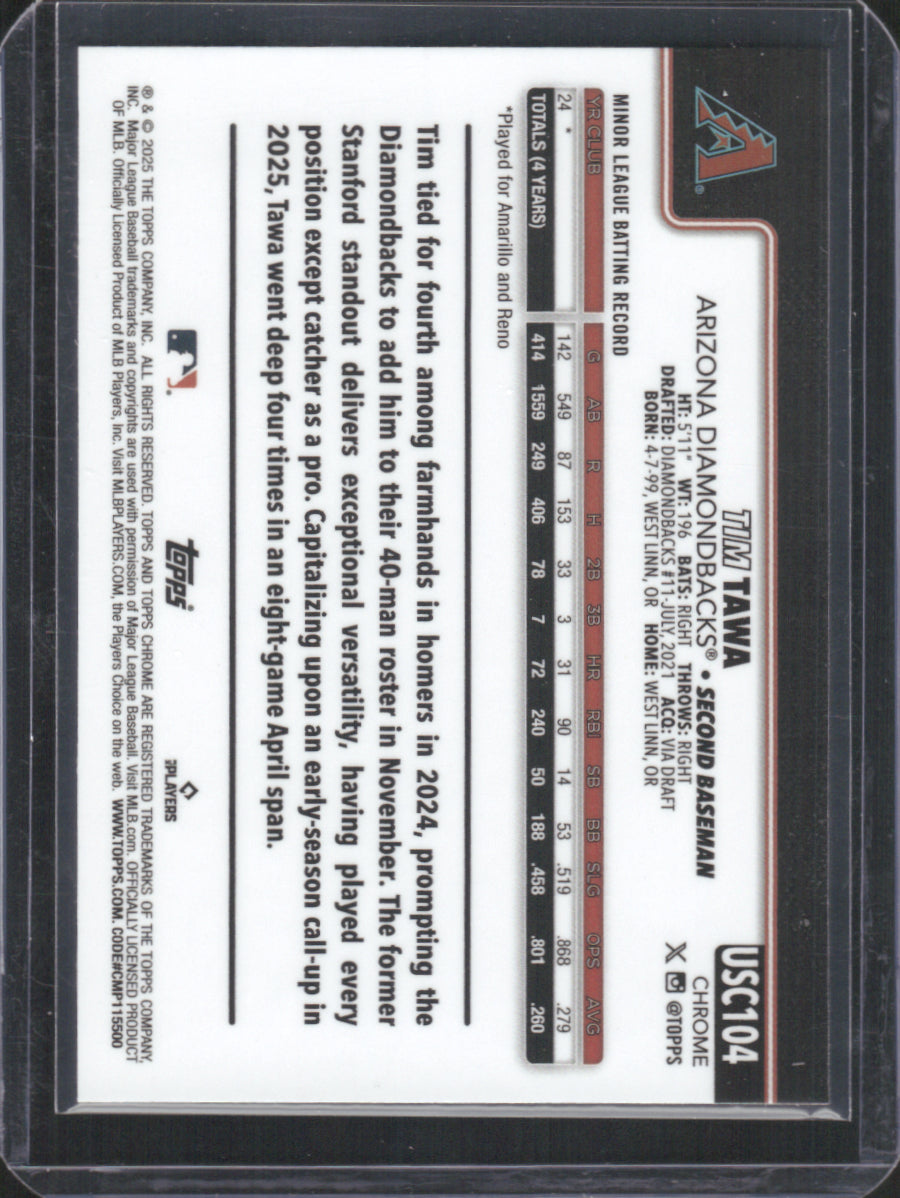 USC104
CHROME
@TOPPS
TIM TAWA
ARIZONA DIAMONDBACKS® • SECOND BASEMAN
HT: 5'11" WT: 196 BATS: RIGHT THROWS: RIGHT
DRAFTED: DIAMONDBACKS #11-JULY, 2021 ACQ: VIA DRAFT
BORN: 4-7-99, WEST LINN, OR HOME: WEST LINN, OR
MINOR LEAGUE BATTING RECORD
YR CLUB G AB R H 2B 3B HR RBI SB BB SLG OPS AVG
24 * 142 549 87 153 33 3 31 90 14 53 .519 .868 .279
TOTALS (4 YEARS) 414 1559 249 406 78 7 72 240 50 188 .458 .801 .260
*Played for Amarillo and Reno
Tim tied for fourth among farmhands in homers in 2024, prompting the
Diamondbacks to add him to their 40-man roster in November. The former
Stanford standout delivers exceptional versatility, having played every
position except catcher as a pro. Capitalizing upon an early-season call-up in
2025, Tawa went deep four times in an eight-game April span.
topps®
PLAYERS
® & © 2025 THE TOPPS COMPANY, INC. ALL RIGHTS RESERVED. TOPPS AND TOPPS CHROME ARE REGISTERED TRADEMARKS OF THE TOPPS COMPANY,
INC. Major League Baseball trademarks and copyrights are used with permission of Major League Baseball. Visit MLB.com. OFFICIALLY LICENSED PRODUCT
OF MLB. Officially Licensed Product of MLB Players, Inc. Visit MLBPLAYERS.COM, the Players Choice on the web. WWW.TOPPS.COM. CODE#CMP115500